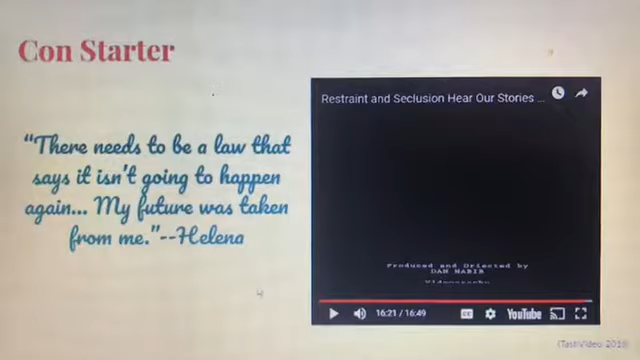 Con Starter
“There needs to be a law that
says it isn't going to happen
again... My future was taken
from me.”--Helena
Restraint and Seclusion Hear Our Stories ...
Produced and Directed by
DAN HABIB
16:21 / 16:49
CC
YouTube